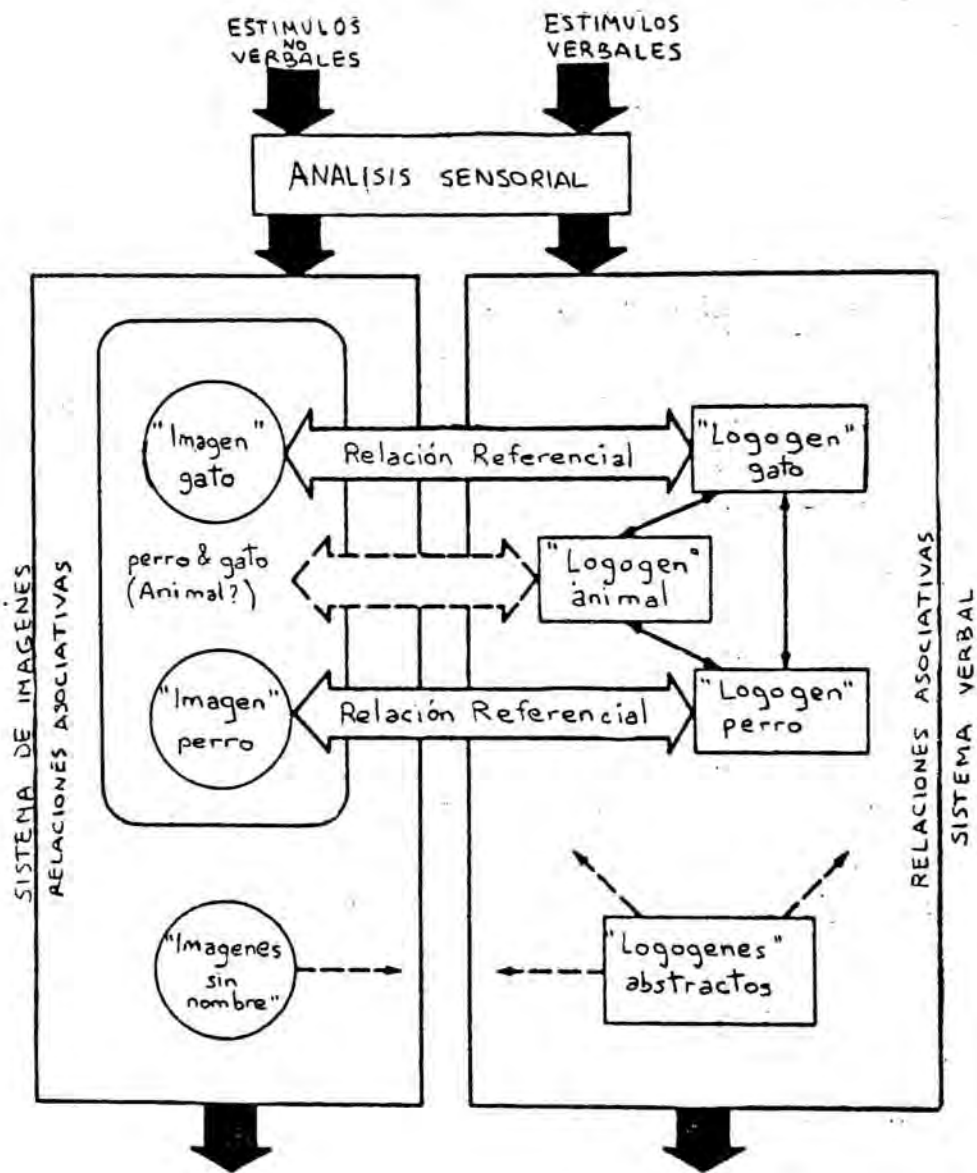 ESTIMULOS
NO
VERBALES
ESTIMULOS
VERBALES
ANALISIS SENSORIAL
SISTEMA DE IMAGENES
RELACIONES ASOCIATIVAS
"Imagen"
gato
Relación Referencial
"Logogen"
gato
perro & gato
(Animal?)
"Logogen"
animal
"Imagen"
perro
Relación Referencial
"Logogen"
perro
"Imagenes
sin
nombre"
"Logogenes"
abstractos
RELACIONES ASOCIATIVAS
SISTEMA VERBAL